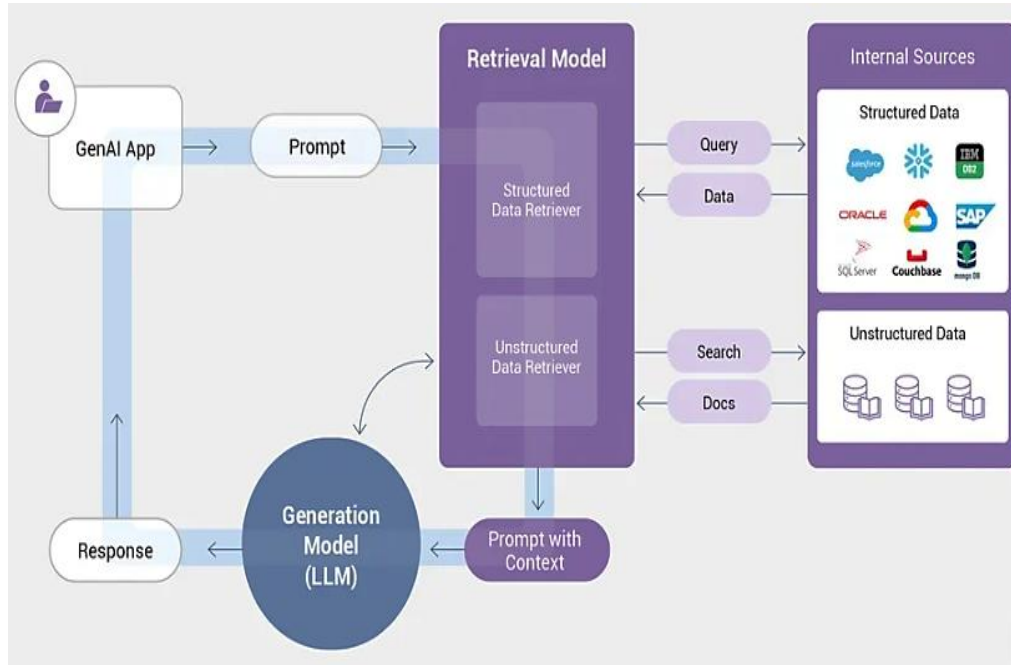 Retrieval Model
Internal Sources
GenAI App
Prompt
Structured
Data Retriever
Unstructured
Data Retriever
Query
Data
Search
Docs
Structured Data
salesforce
IBM
DB2
ORACLE
SAP
SQL Server
Couchbase
mongo DB
Unstructured Data
Generation
Model
(LLM)
Prompt with
Context
Response